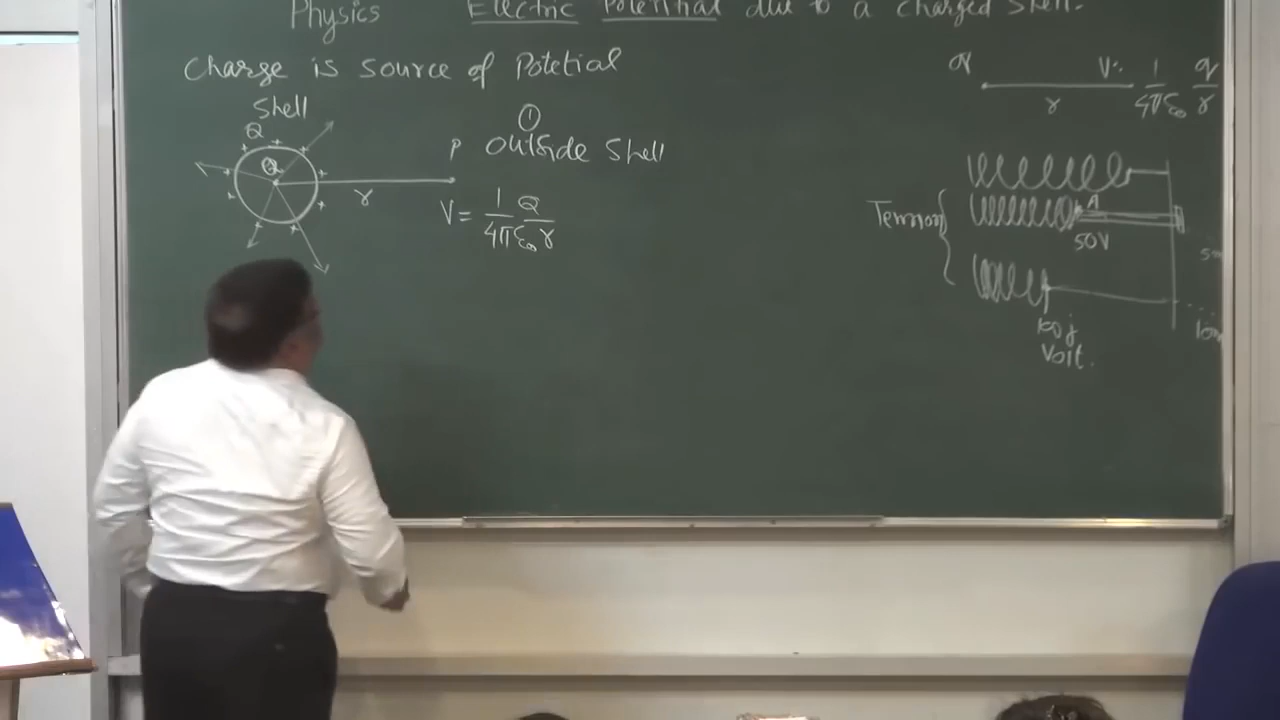 Physics Electric Potential due to a charged Shell.
Charge is source of Potetial
Shell
Q
Q
r
①
P outside Shell
V = 1/4πε₀ Q/r
q V = 1/4πε₀ q/r
r
Tension
A
50V
100 j
Volt.